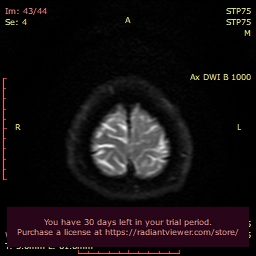 Im: 43/44
Se: 4
A
STP75
STP75
M
Ax DWI B 1000
R
L
You have 30 days left in your trial period.
Purchase a license at https://radiantviewer.com/store/